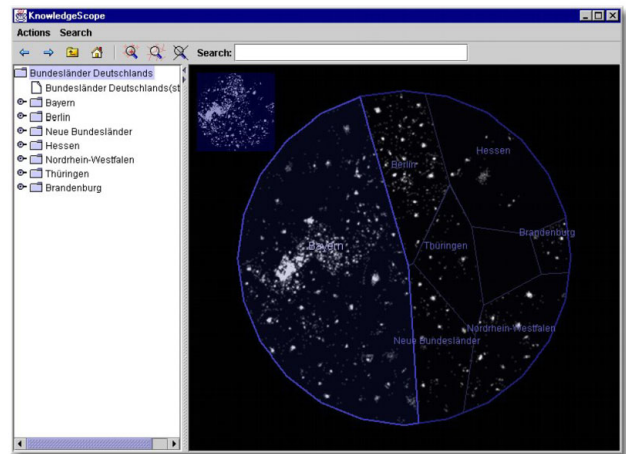 KnowledgeScope
Actions Search
Search:
Bundesländer Deutschlands
Bundesländer Deutschlands(st
Bayern
Berlin
Neue Bundesländer
Hessen
Nordrhein-Westfalen
Thüringen
Brandenburg
Berlin
Hessen
Brandenburg
Bayern
Thüringen
Nordrhein-Westfalen
Neue Bundesländer